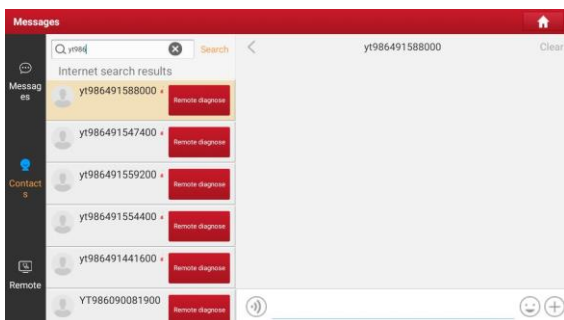 Messages
yt986
Search
yt986491588000
Clear
Internet search results
Messag
es
yt986491588000
Remote diagnose
yt986491547400
Remote diagnose
Contact
s
yt986491559200
Remote diagnose
yt986491554400
Remote diagnose
Remote
yt986491441600
Remote diagnose
YT986090081900
Remote diagnose